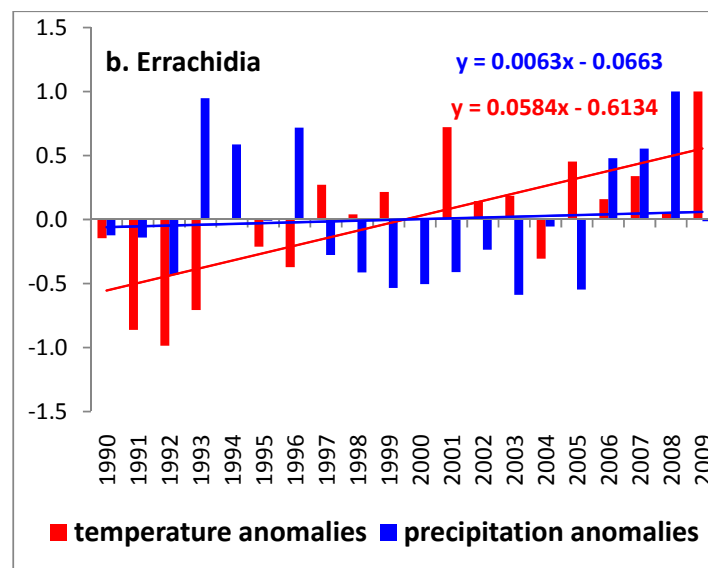 1.5
b. Errachidia
y = 0.0063x - 0.0663
1.0
y = 0.0584x - 0.6134
0.5
0.0
-0.5
-1.0
-1.5
1990 1991 1992 1993 1994 1995 1996 1997 1998 1999 2000 2001 2002 2003 2004 2005 2006 2007 2008 2009
temperature anomalies precipitation anomalies